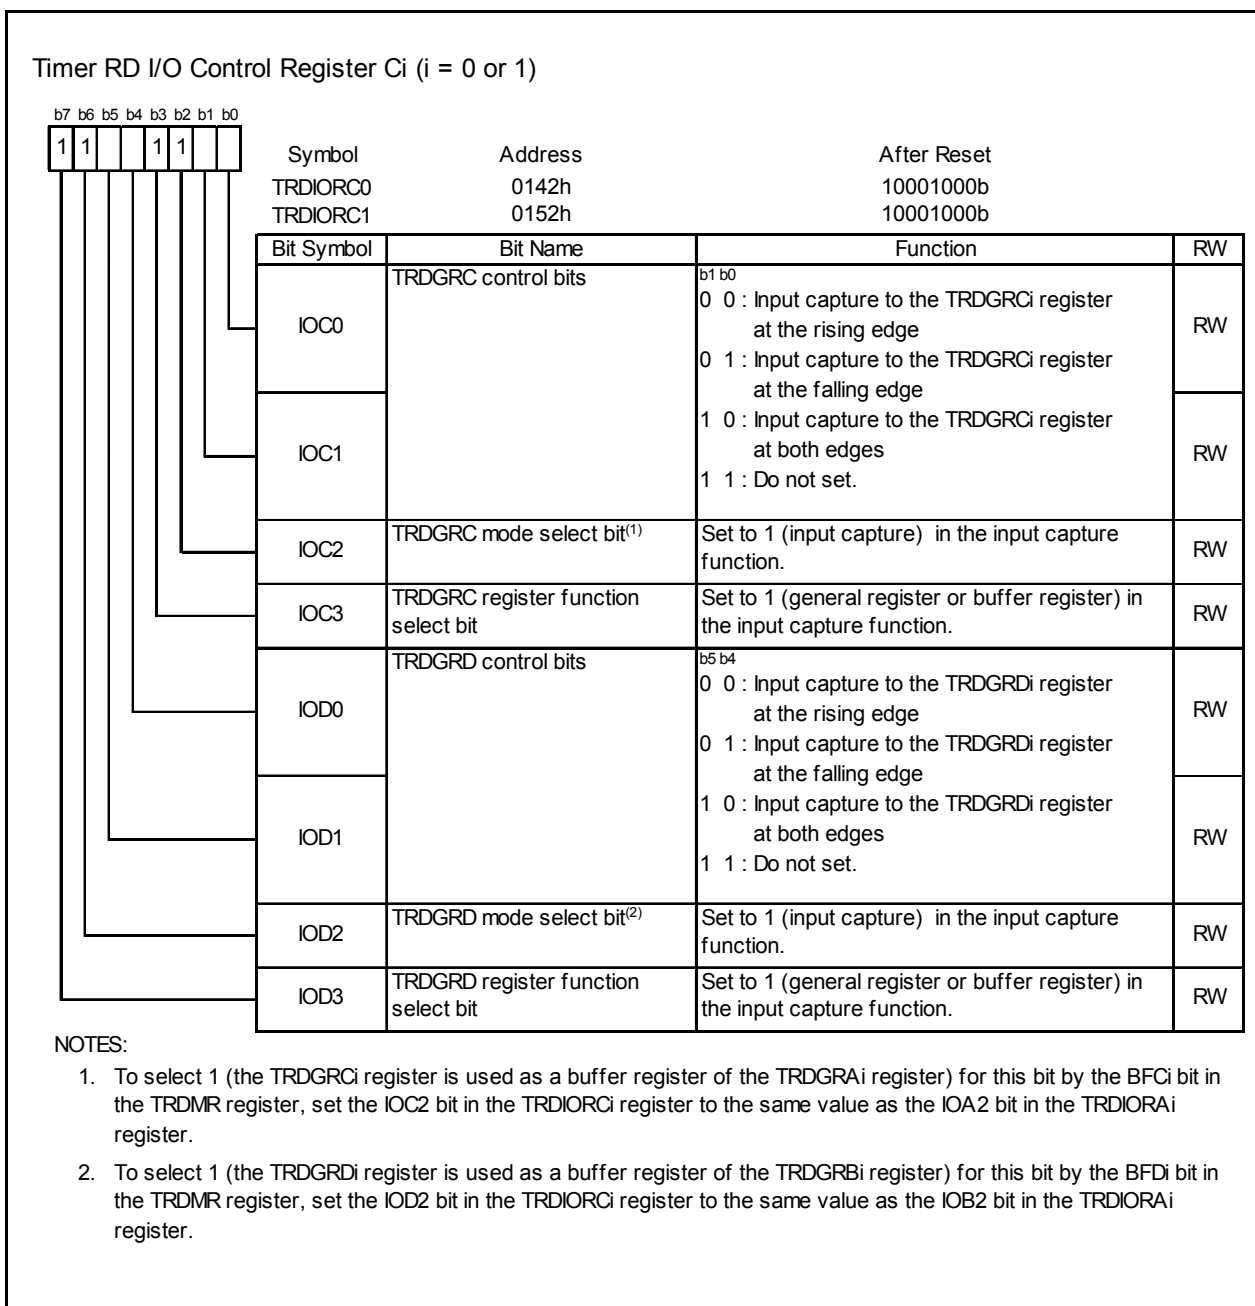 Timer RD I/O Control Register Ci (i = 0 or 1)
b7 b6 b5 b4 b3 b2 b1 b0
1 1 1 1
Symbol Address After Reset
TRDIORC0 0142h 10001000b
TRDIORC1 0152h 10001000b
Bit Symbol Bit Name Function RW
IOC0 TRDGRC control bits b1 b0
0 0 : Input capture to the TRDGRCi register
at the rising edge
RW
0 1 : Input capture to the TRDGRCi register
at the falling edge
IOC1
1 0 : Input capture to the TRDGRCi register
at both edges
RW
1 1 : Do not set.
IOC2 TRDGRC mode select bit(1) Set to 1 (input capture) in the input capture
function.
RW
IOC3 TRDGRC register function
select bit
Set to 1 (general register or buffer register) in
the input capture function.
RW
IOD0 TRDGRD control bits b5 b4
0 0 : Input capture to the TRDGRDi register
at the rising edge
RW
0 1 : Input capture to the TRDGRDi register
at the falling edge
IOD1
1 0 : Input capture to the TRDGRDi register
at both edges
RW
1 1 : Do not set.
IOD2 TRDGRD mode select bit(2) Set to 1 (input capture) in the input capture
function.
RW
IOD3 TRDGRD register function
select bit
Set to 1 (general register or buffer register) in
the input capture function.
RW
NOTES:
1. To select 1 (the TRDGRCi register is used as a buffer register of the TRDGRAi register) for this bit by the BFCi bit in
the TRDMR register, set the IOC2 bit in the TRDIORCi register to the same value as the IOA2 bit in the TRDIORAi
register.
2. To select 1 (the TRDGRDi register is used as a buffer register of the TRDGRBi register) for this bit by the BFDi bit in
the TRDMR register, set the IOD2 bit in the TRDIORCi register to the same value as the IOB2 bit in the TRDIORAi
register.